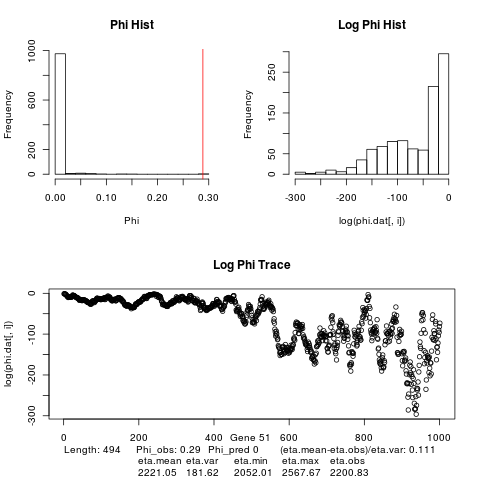 Phi Hist
Log Phi Hist
Frequency
0 200 600 1000
0.00 0.10 0.20 0.30
Phi
Frequency
0 50 150 250
-300 -200 -100 0
log(phi.dat[, i])
Log Phi Trace
log(phi.dat[, i])
0 -100 -200 -300
0 200 400 600 800 1000
Gene 51
Length: 494 Phi_obs: 0.29 Phi_pred 0 (eta.mean-eta.obs)/eta.var: 0.111
eta.mean eta.var eta.min eta.max eta.obs
2221.05 181.62 2052.01 2567.67 2200.83